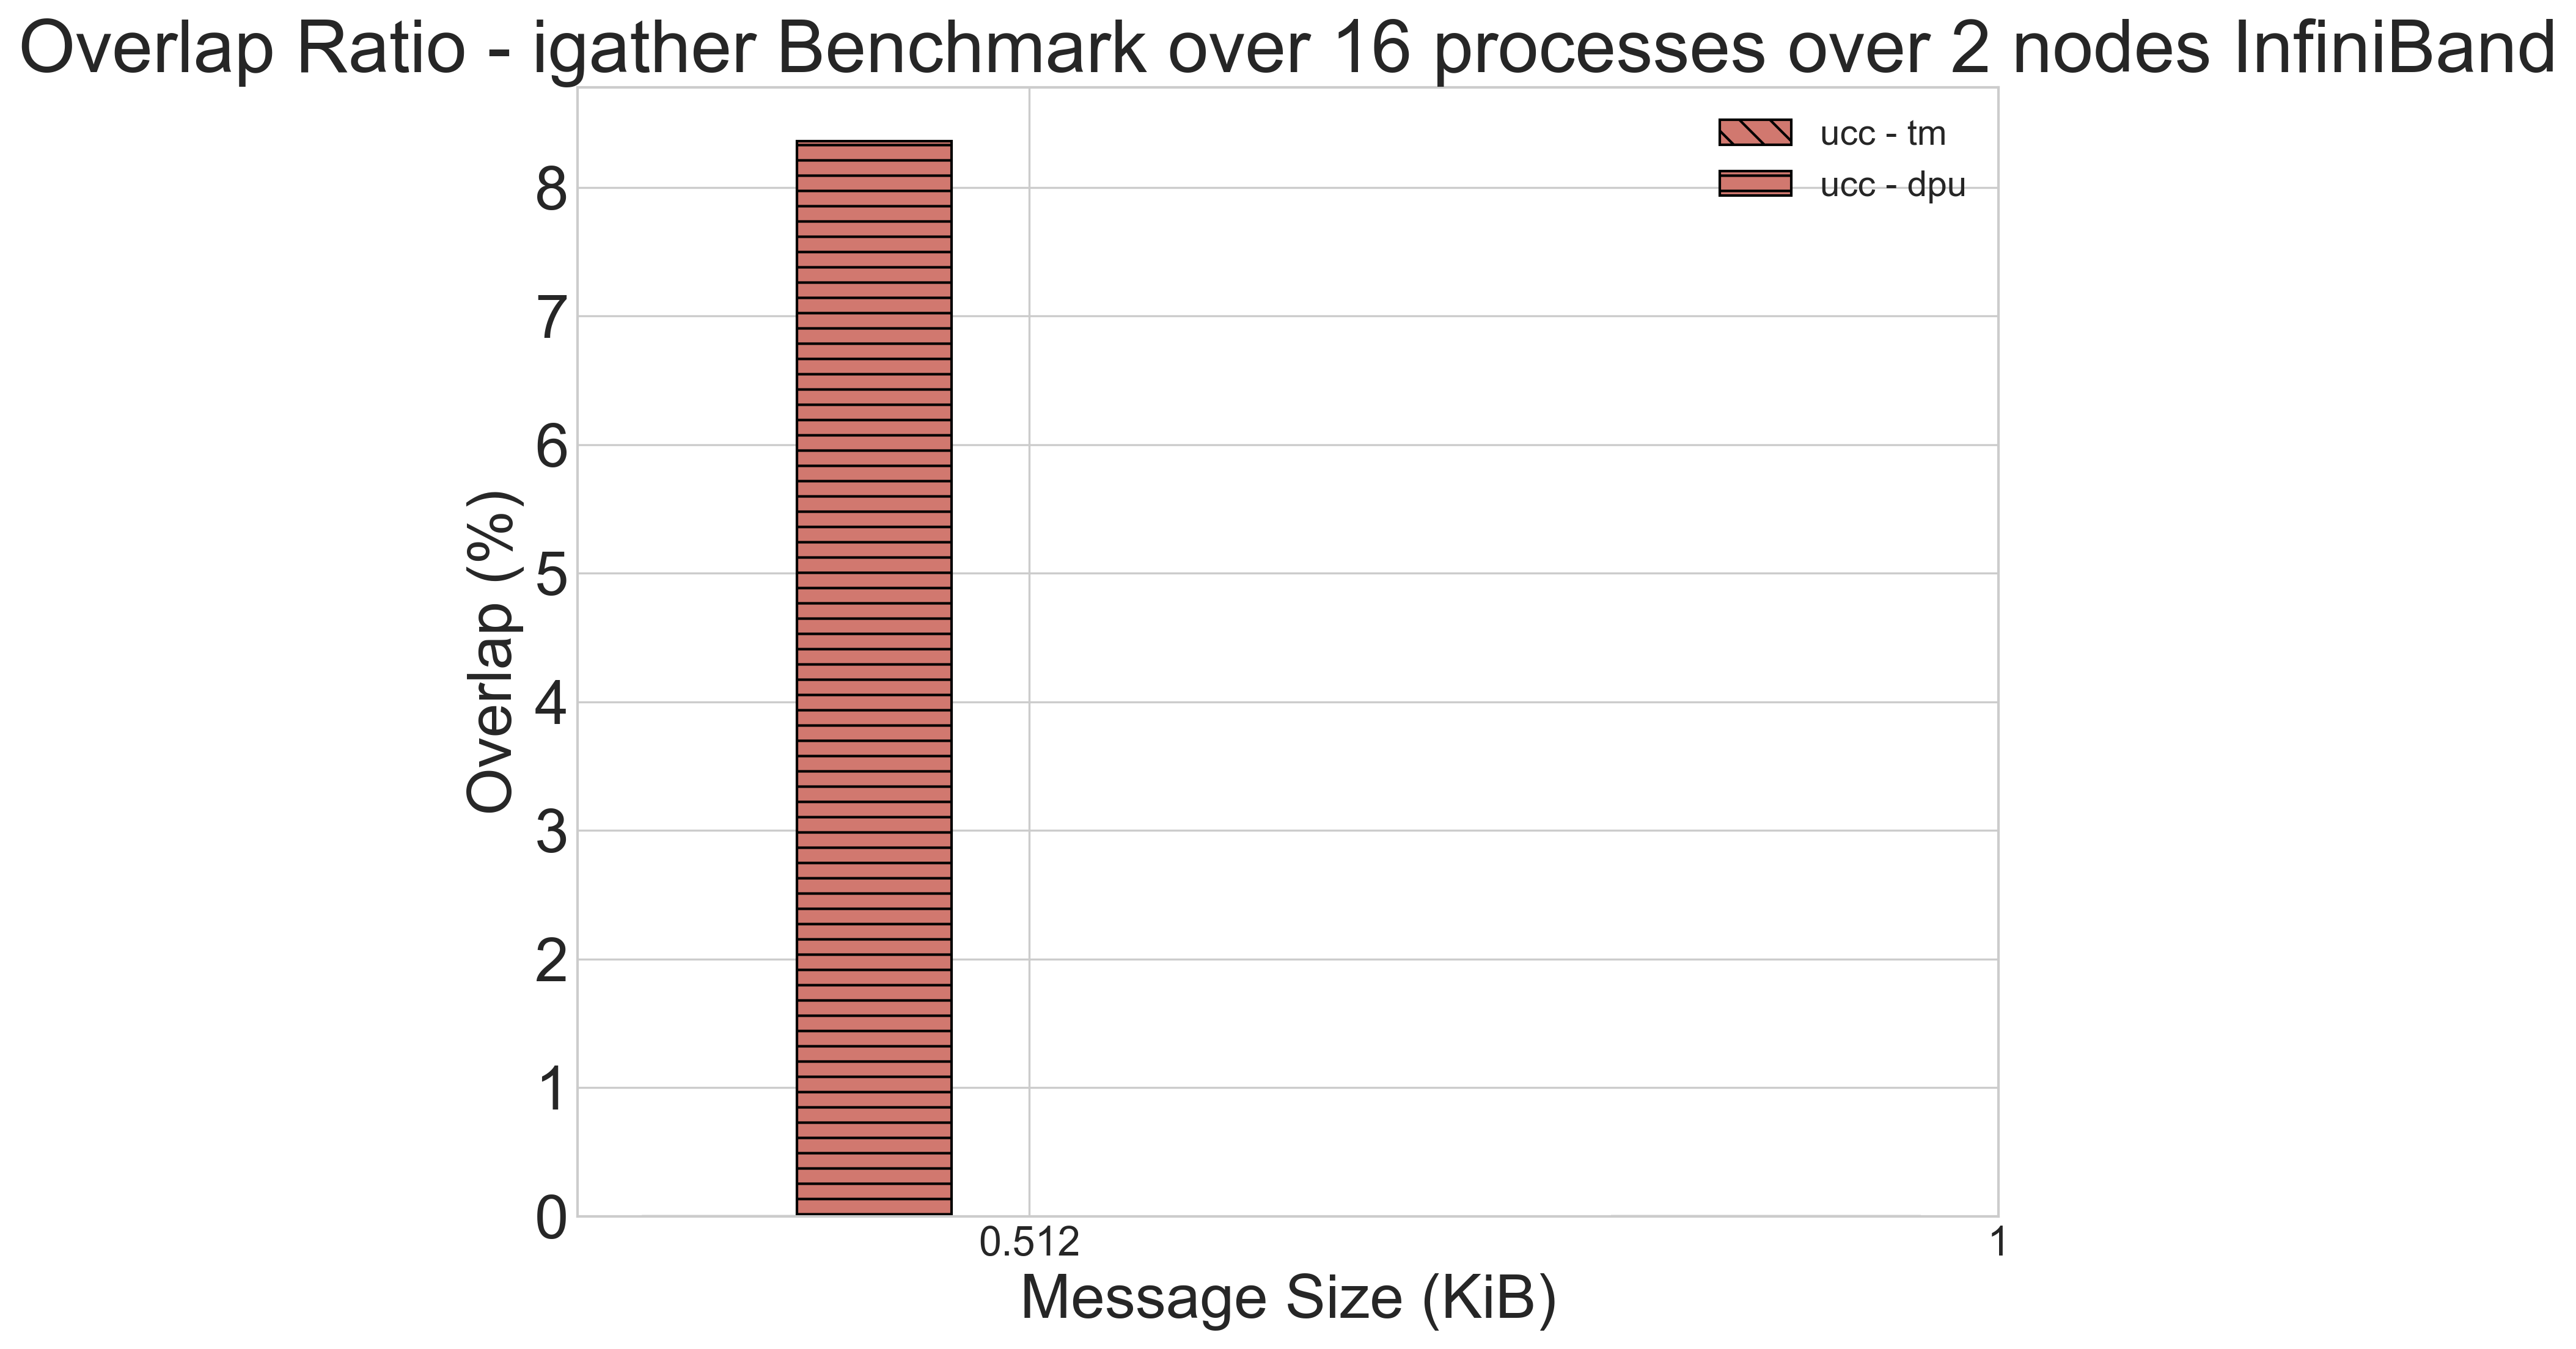 Overlap Ratio - igather Benchmark over 16 processes over 2 nodes InfiniBand
ucc - tm
ucc - dpu
8
7
6
5
4
3
2
1
0
Overlap (%)
0.512
1
Message Size (KiB)